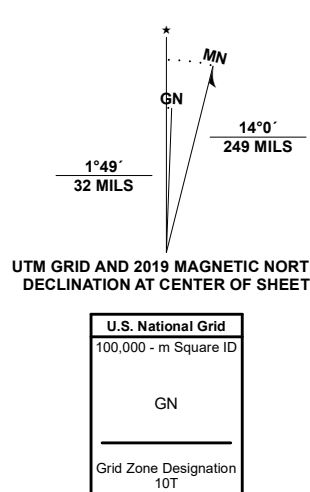 ★
MN
GN
14°0´
249 MILS
1°49´
32 MILS
UTM GRID AND 2019 MAGNETIC NORT
DECLINATION AT CENTER OF SHEET
U.S. National Grid
100,000 - m Square ID
GN
Grid Zone Designation
10T